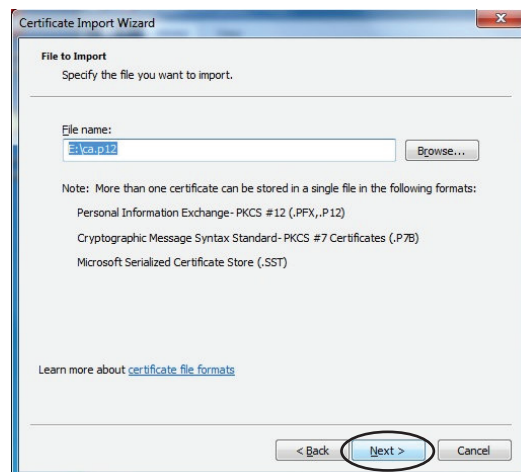 Certificate Import Wizard
File to Import
Specify the file you want to import.
File name:
E:\ca.p12
Browse...
Note: More than one certificate can be stored in a single file in the following formats:
Personal Information Exchange- PKCS #12 (.PFX,.P12)
Cryptographic Message Syntax Standard- PKCS #7 Certificates (.P7B)
Microsoft Serialized Certificate Store (.SST)
Learn more about certificate file formats
< Back Next > Cancel